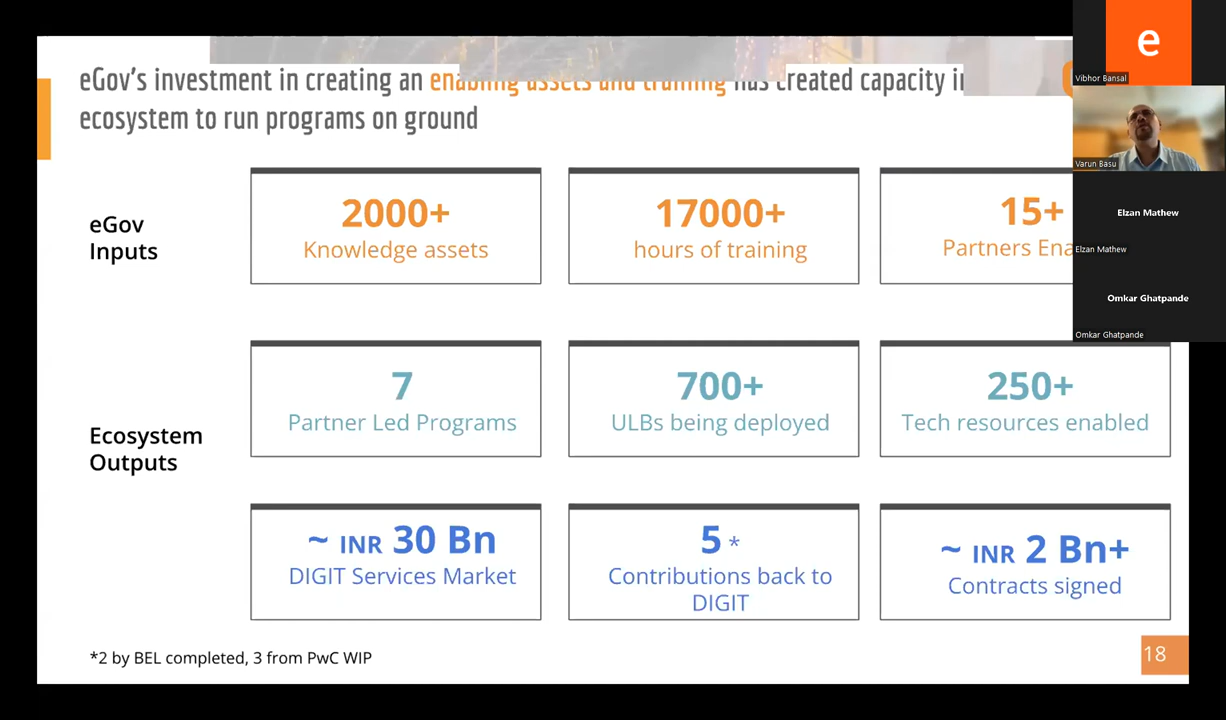 eGov's investment in creating an enabling assets and training has created capacity
ecosystem to run programs on ground
eGov
Inputs
2000+
Knowledge assets
17000+
hours of training
15+
Partners
Ecosystem
Outputs
7
Partner Led Programs
700+
ULBs being deployed
250+
Tech resources enabled
~ INR 30 Bn
DIGIT Services Market
5 *
Contributions back to
DIGIT
~ INR 2 Bn+
Contracts signed
*2 by BEL completed, 3 from PwC WIP
18
e
Vibhor Bansal
Varun Basu
Elzan Mathew
Elzan Mathew
Omkar Ghatpande
Omkar Ghatpande